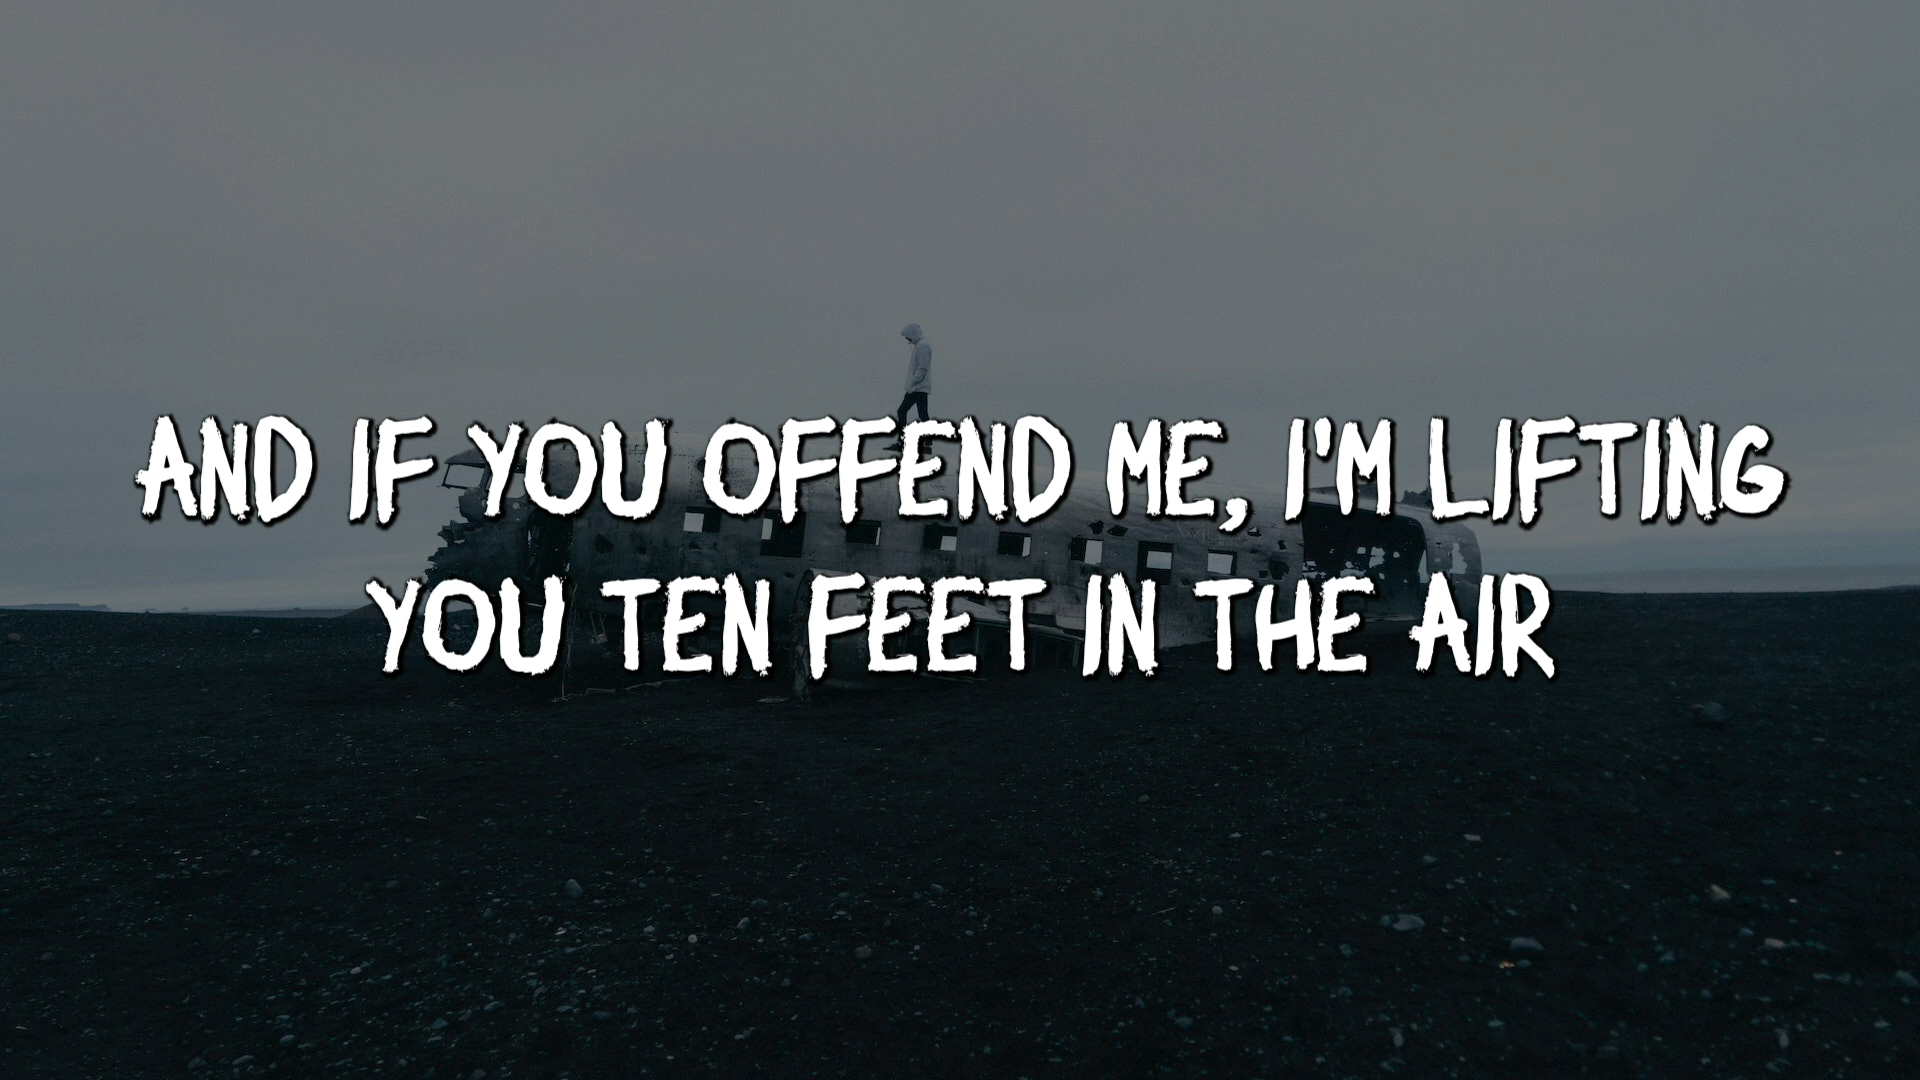 AND IF YOU OFFEND ME, I'M LIFTING
YOU TEN FEET IN THE AIR